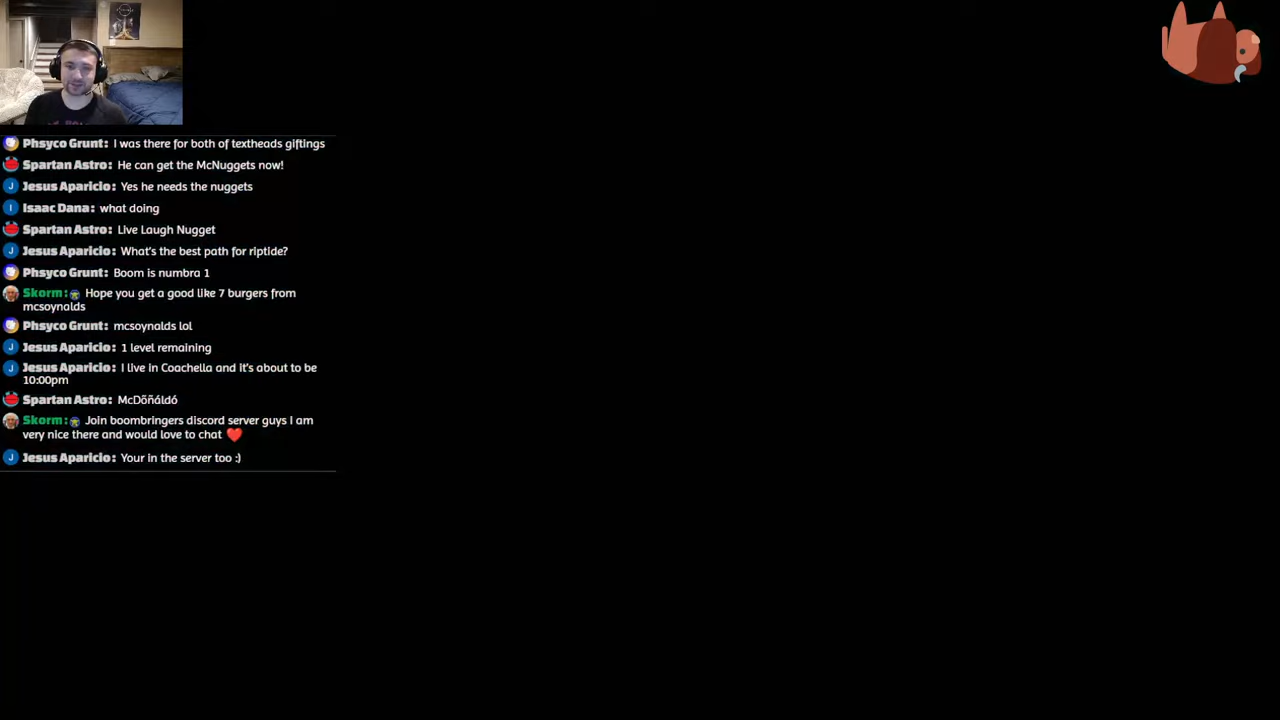 Phsyco Grunt: I was there for both of textheads giftings
Spartan Astro: He can get the McNuggets now!
J Jesus Aparicio: Yes he needs the nuggets
I Isaac Dana: what doing
Spartan Astro: Live Laugh Nugget
J Jesus Aparicio: What's the best path for riptide?
Phsyco Grunt: Boom is numbra 1
Skorm: Hope you get a good like 7 burgers from
mcsoynalds
Phsyco Grunt: mcsoynalds lol
J Jesus Aparicio: 1 level remaining
J Jesus Aparicio: I live in Coachella and it's about to be
10:00pm
Spartan Astro: McDõñáldó
Skorm: Join boombringers discord server guys i am
very nice there and would love to chat ❤️
J Jesus Aparicio: Your in the server too :)